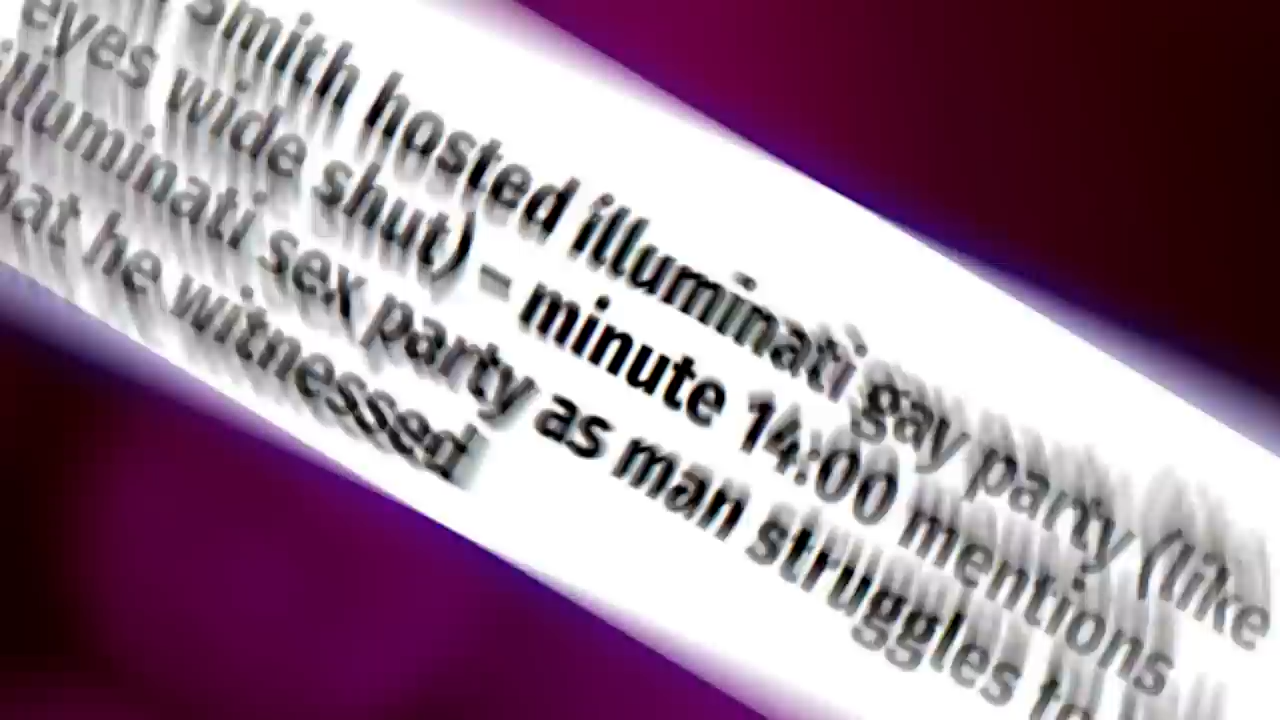 Smith hosted illuminati gay party (like
eyes wide shut) – minute 14:00 mentions
illuminati sex party as man struggles to
he witnessed